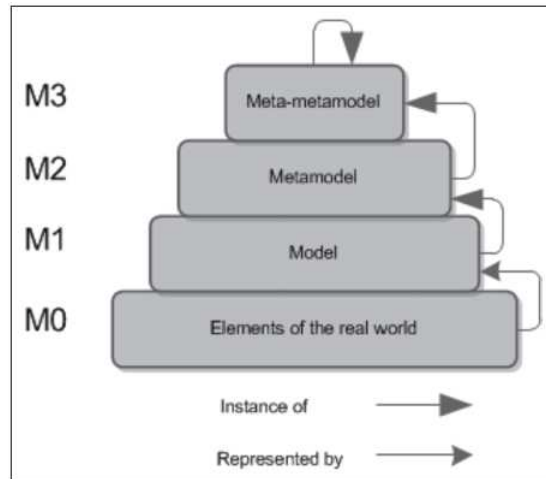 M3
Meta-metamodel
M2
Metamodel
M1
Model
M0
Elements of the real world
Instance of
Represented by